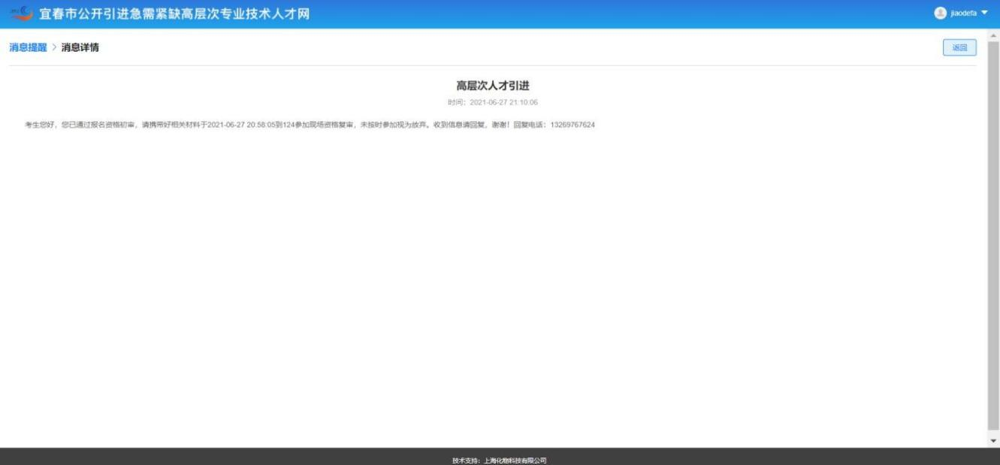 宜春市公开引进急需紧缺高层次专业技术人才网
jiaodefa
消息提醒 > 消息详情
返回
高层次人才引进
时间：2021-06-27 21:10:06
考生您好，您已通过报名资格初审，请携带好相关材料于2021-06-27 20:58:05到124参加现场资格复审，未按时参加视为放弃。收到信息请回复，谢谢！回复电话：13269767624
技术支持：上海化物科技有限公司